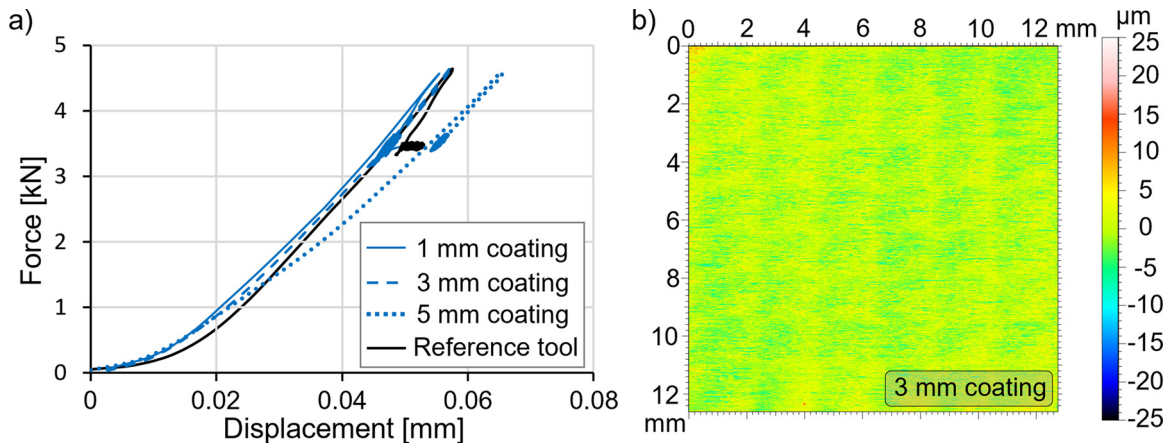 a)
5
4
3
2
1
0
Force [kN]
0 0.02 0.04 0.06 0.08
Displacement [mm]
1 mm coating
3 mm coating
5 mm coating
Reference tool
b)
0 2 4 6 8 10 12 mm
0
2
4
6
8
10
12
mm
3 mm coating
µm
25
20
15
10
5
0
-5
-10
-15
-20
-25